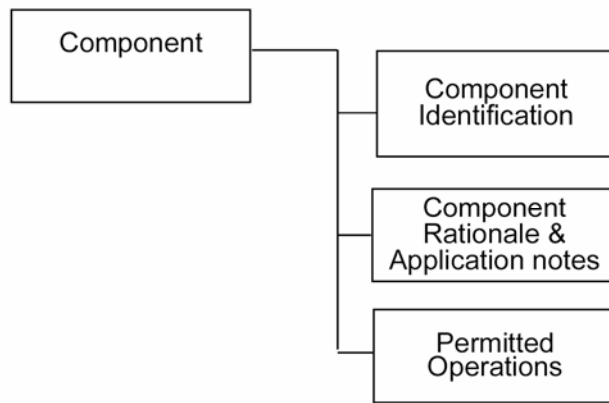 Component
Component
Identification
Component
Rationale &
Application notes
Permitted
Operations